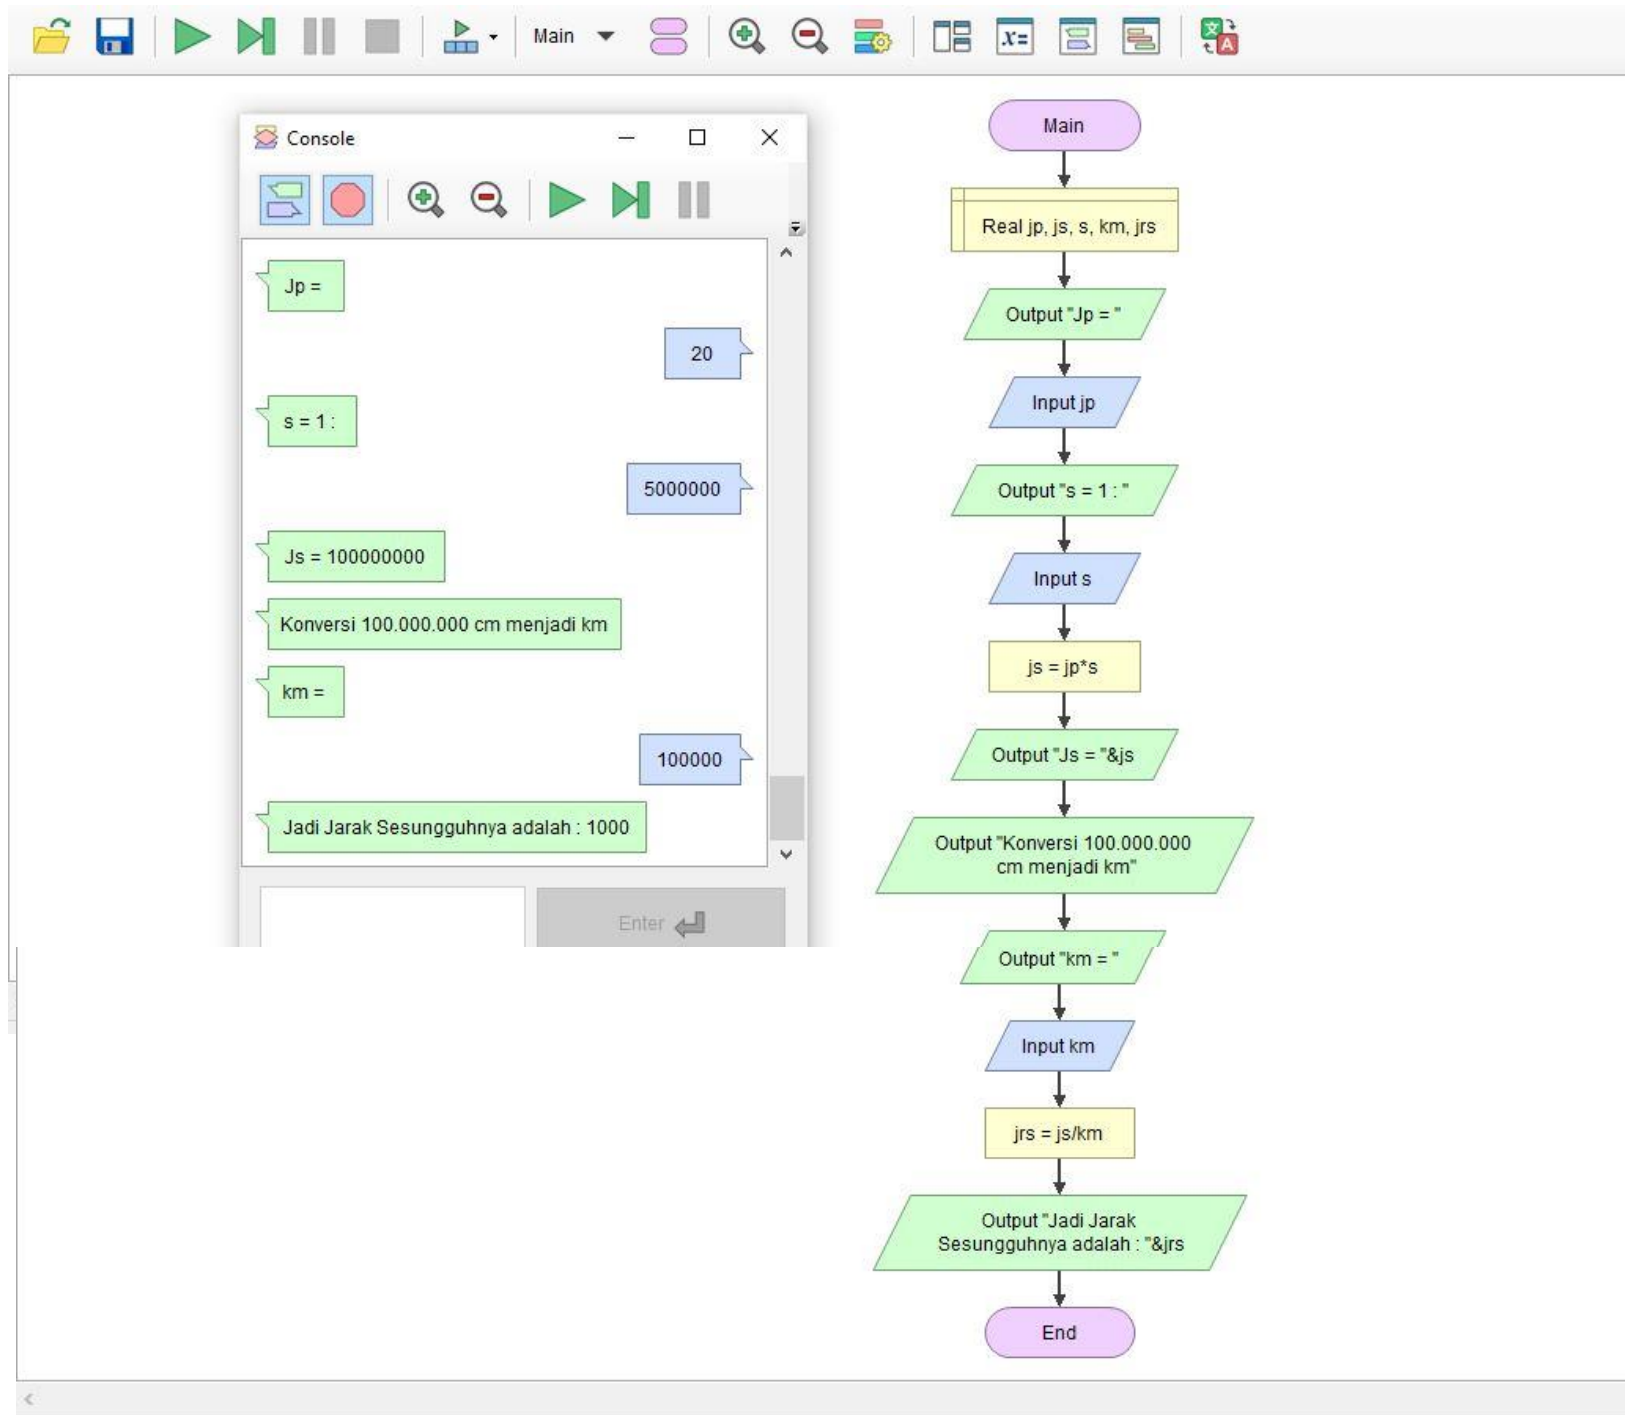 Main
Console
Jp =
20
s = 1 :
5000000
Js = 100000000
Konversi 100.000.000 cm menjadi km
km =
100000
Jadi Jarak Sesungguhnya adalah : 1000
Enter
Main
Real jp, js, s, km, jrs
Output "Jp = "
Input jp
Output "s = 1 : "
Input s
js = jp*s
Output "Js = "&js
Output "Konversi 100.000.000
cm menjadi km"
Output "km = "
Input km
jrs = js/km
Output "Jadi Jarak
Sesungguhnya adalah : "&jrs
End